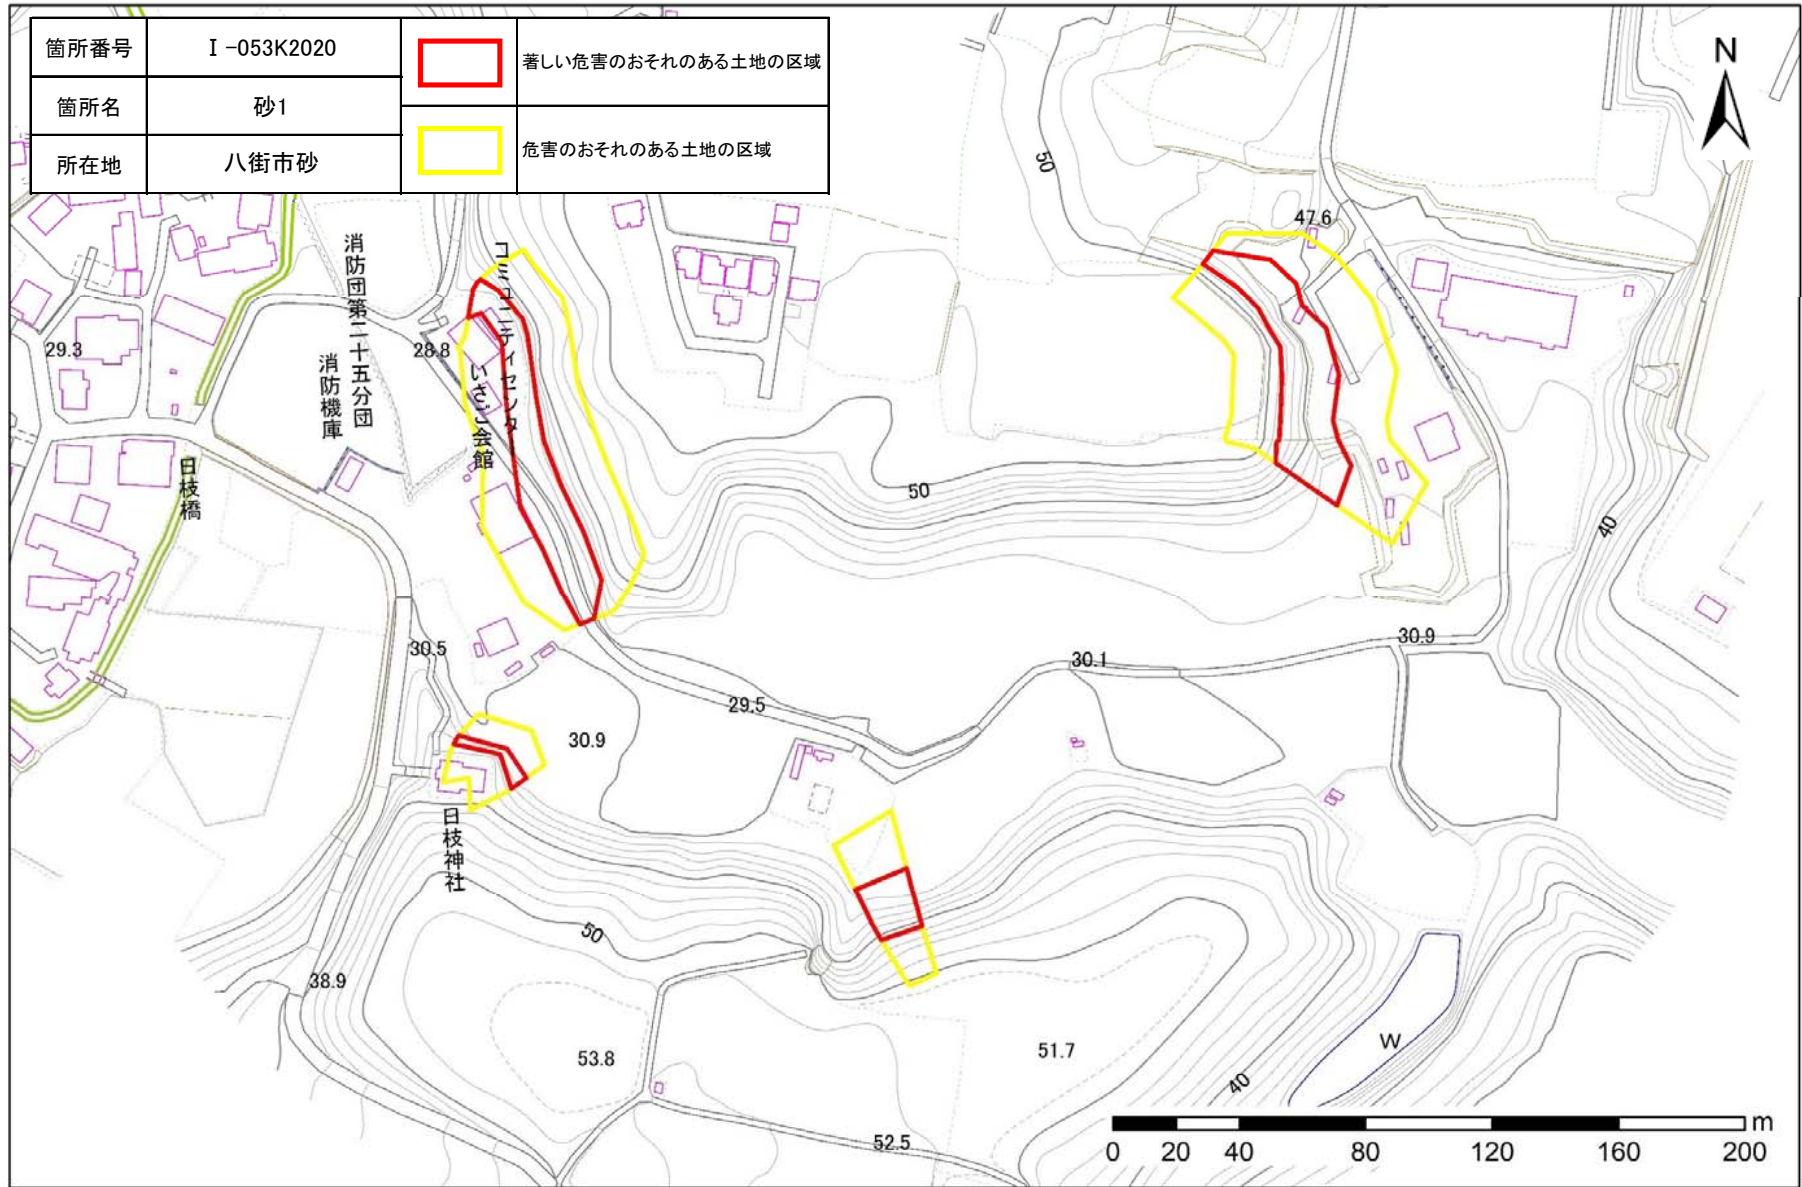 箇所番号 Ⅰ-053K2020 著しい危害のおそれのある土地の区域
箇所名 砂1
所在地 八街市砂 危害のおそれのある土地の区域
N
50
47.6
消防団第二十五分団
消防機庫
コミュニティセンター
いさご会館
29.3
28.8
日枝橋
50
40
30.5
30.9
30.1
29.5
30.9
日枝神社
50
38.9
53.8
51.7
W
40
52.5
m
0 20 40 80 120 160 200